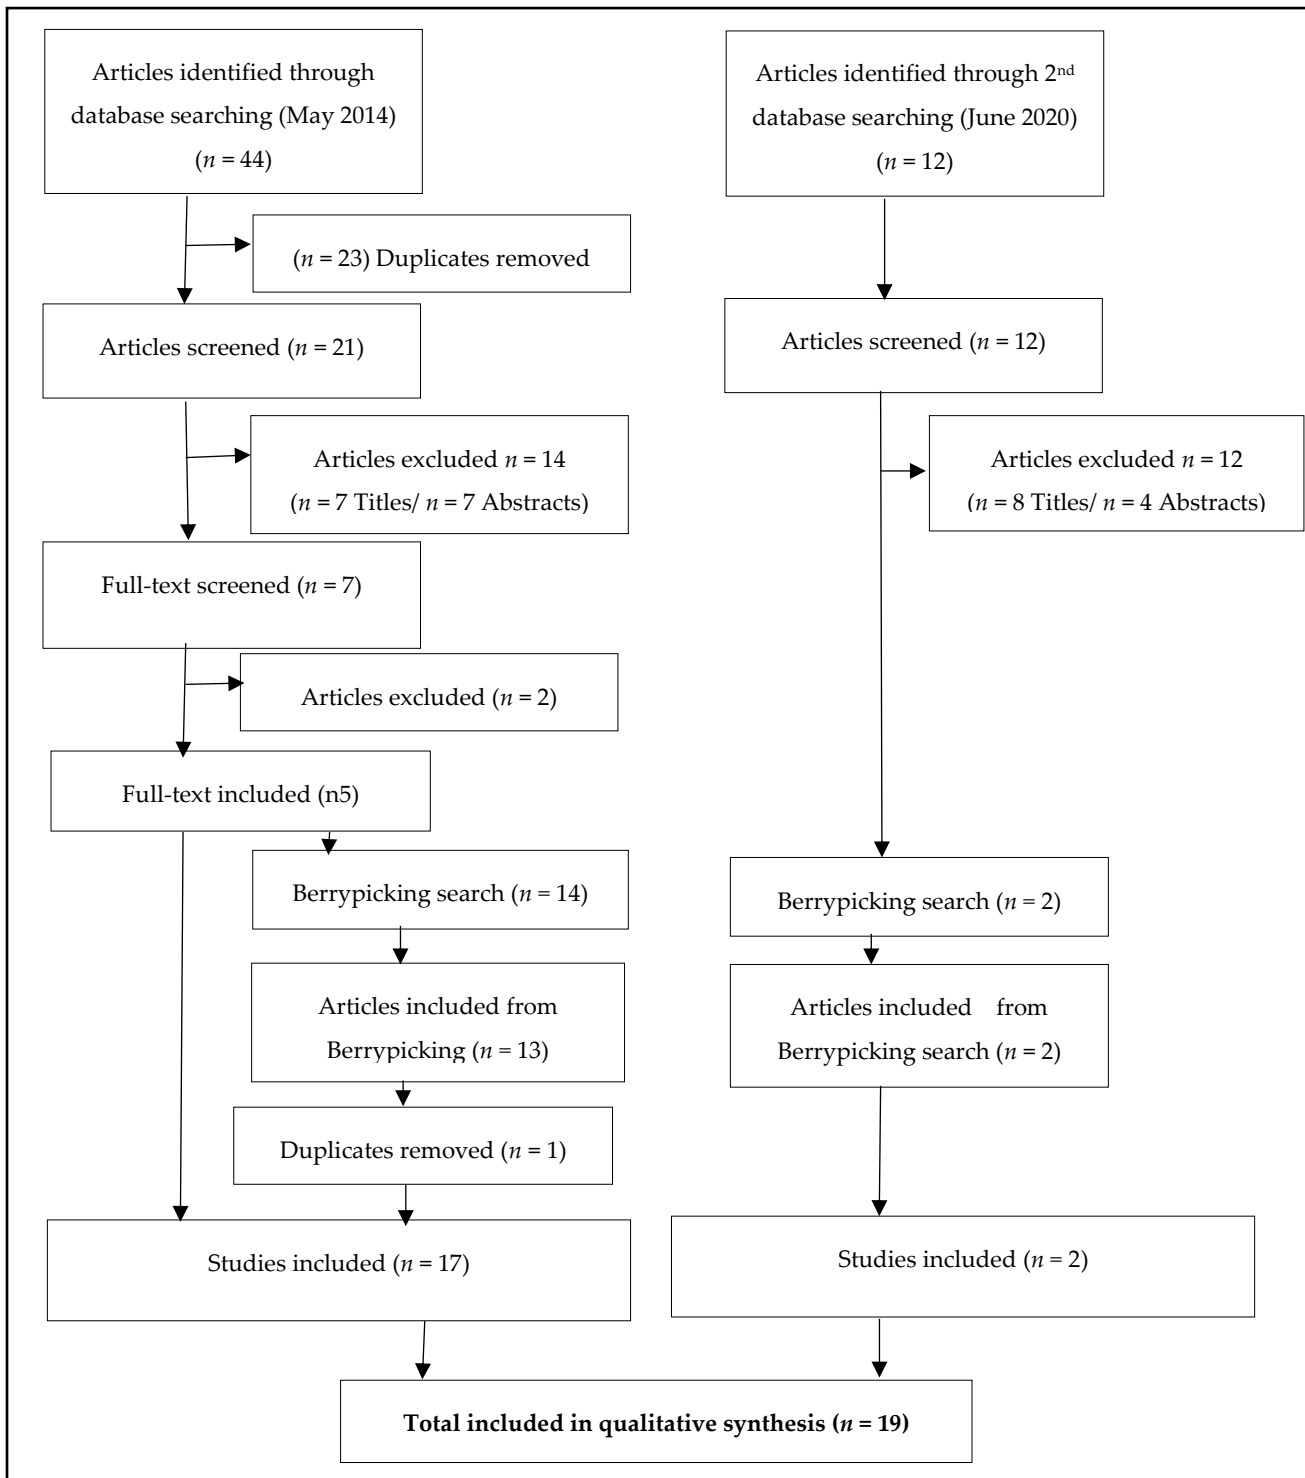 Articles identified through
database searching (May 2014)
(n = 44)
(n = 23) Duplicates removed
Articles screened (n = 21)
Articles excluded n = 14
(n = 7 Titles/ n = 7 Abstracts)
Full-text screened (n = 7)
Articles excluded (n = 2)
Full-text included (n5)
Berrypicking search (n = 14)
Articles included from
Berrypicking (n = 13)
Duplicates removed (n = 1)
Studies included (n = 17)
Articles identified through 2nd
database searching (June 2020)
(n = 12)
Articles screened (n = 12)
Articles excluded n = 12
(n = 8 Titles/ n = 4 Abstracts)
Berrypicking search (n = 2)
Articles included from
Berrypicking search (n = 2)
Studies included (n = 2)
Total included in qualitative synthesis (n = 19)